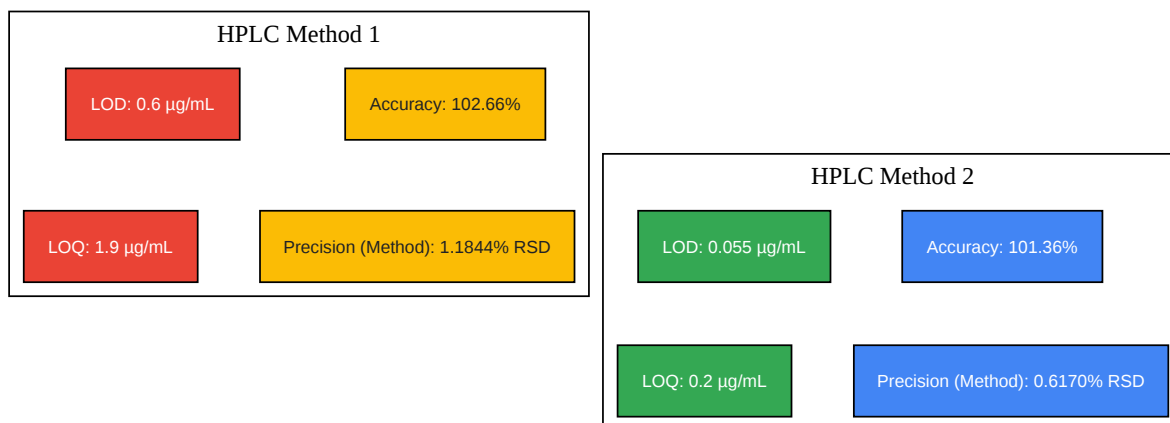 HPLC Method 1
LOD: 0.6 µg/mL
Accuracy: 102.66%
LOQ: 1.9 µg/mL
Precision (Method): 1.1844% RSD
HPLC Method 2
LOD: 0.055 µg/mL
Accuracy: 101.36%
LOQ: 0.2 µg/mL
Precision (Method): 0.6170% RSD